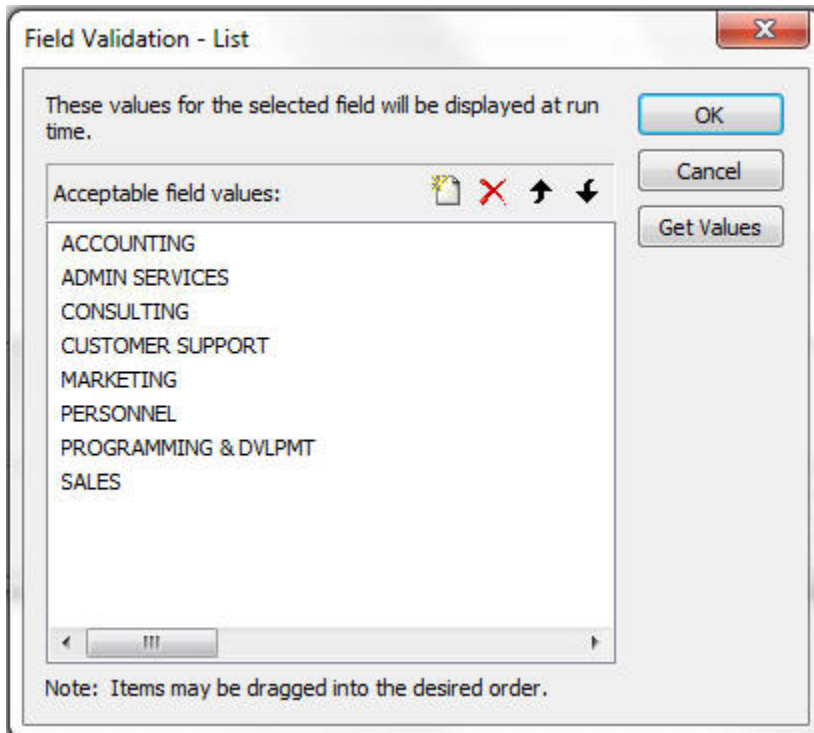 Field Validation - List
These values for the selected field will be displayed at run
time.
OK
Cancel
Get Values
Acceptable field values:
ACCOUNTING
ADMIN SERVICES
CONSULTING
CUSTOMER SUPPORT
MARKETING
PERSONNEL
PROGRAMMING & DVLPMT
SALES
Note:  Items may be dragged into the desired order.